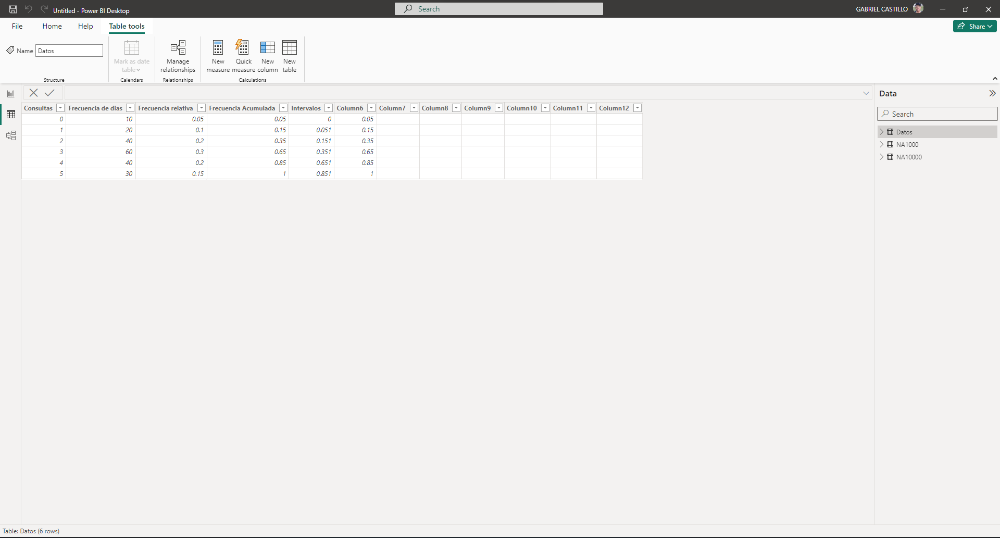 Untitled - Power BI Desktop
Search
GABRIEL CASTILLO
File Home Help Table tools
Share
Name Datos
Mark as date table
Manage relationships
New measure
Quick measure
New column
New table
Structure Calendars Relationships Calculations
Data
Search
Datos
NA1000
NA10000
Consultas Frecuencia de dias Frecuencia relativa Frecuencia Acumulada Intervalos Column6 Column7 Column8 Column9 Column10 Column11 Column12
0 10 0.05 0.05 0 0.05
1 20 0.1 0.15 0.051 0.15
2 40 0.2 0.35 0.151 0.35
3 60 0.3 0.65 0.351 0.65
4 40 0.2 0.85 0.651 0.85
5 30 0.15 1 0.851 1
Table: Datos (6 rows)